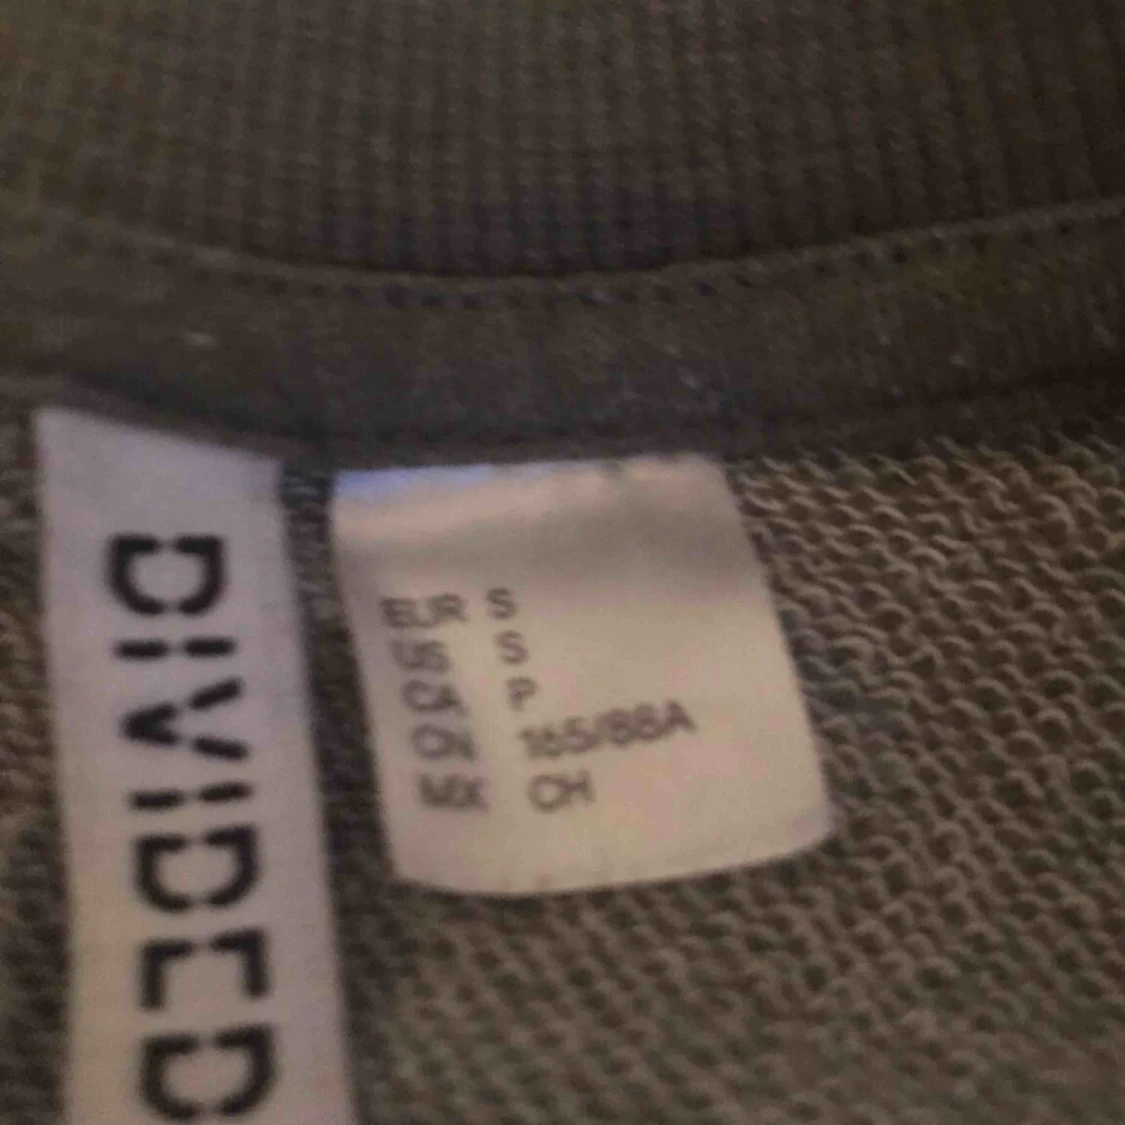 DIVIDED
EUR S
US S
CA P
CN 165/88A
MX CH